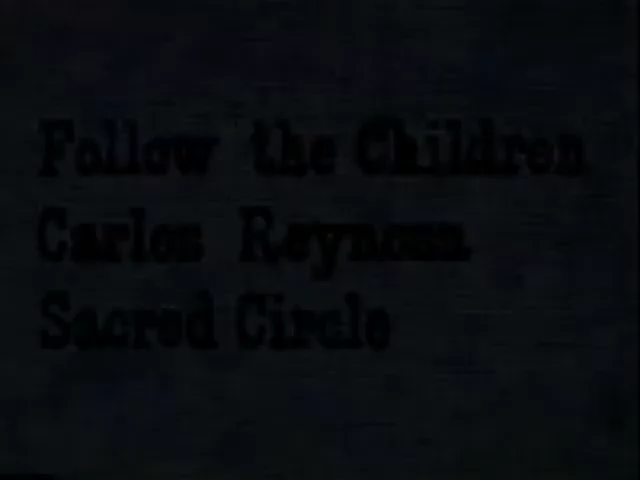 Follow the Children
Carlos Reynosa
Sacred Circle